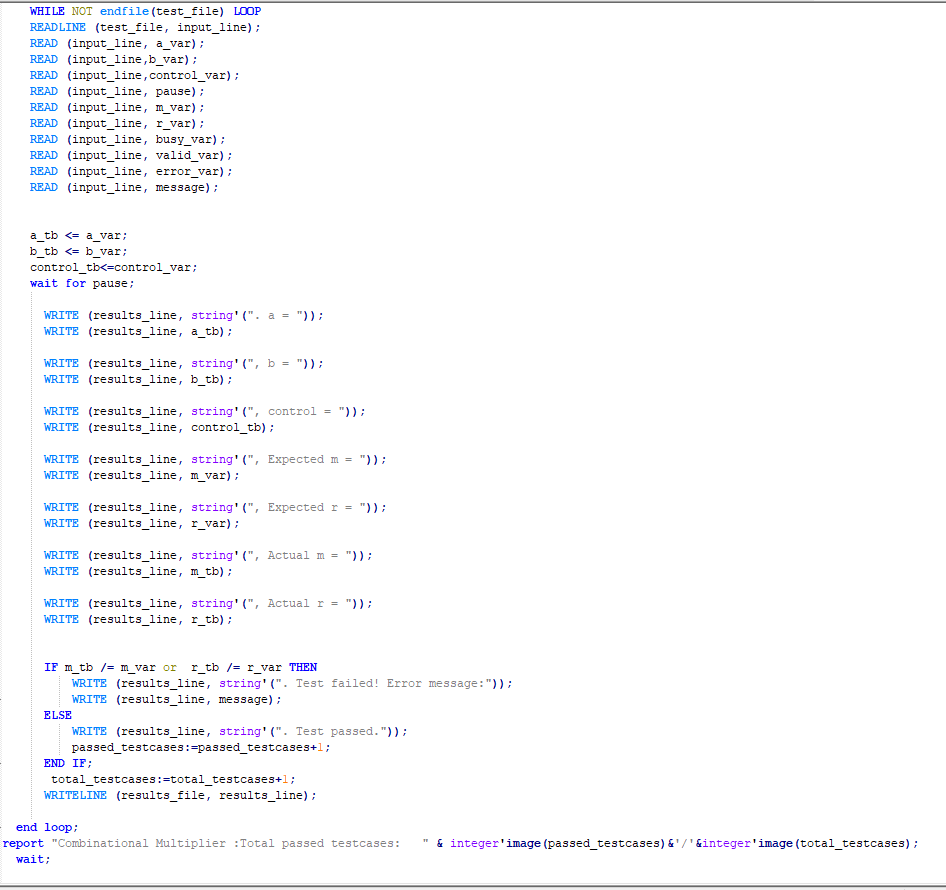 WHILE NOT endfile(test_file) LOOP
READLINE (test_file, input_line);
READ (input_line, a_var);
READ (input_line,b_var);
READ (input_line,control_var);
READ (input_line, pause);
READ (input_line, m_var);
READ (input_line, r_var);
READ (input_line, busy_var);
READ (input_line, valid_var);
READ (input_line, error_var);
READ (input_line, message);
a_tb <= a_var;
b_tb <= b_var;
control_tb<=control_var;
wait for pause;
WRITE (results_line, string'(". a = "));
WRITE (results_line, a_tb);
WRITE (results_line, string'(", b = "));
WRITE (results_line, b_tb);
WRITE (results_line, string'(", control = "));
WRITE (results_line, control_tb);
WRITE (results_line, string'(", Expected m = "));
WRITE (results_line, m_var);
WRITE (results_line, string'(", Expected r = "));
WRITE (results_line, r_var);
WRITE (results_line, string'(", Actual m = "));
WRITE (results_line, m_tb);
WRITE (results_line, string'(", Actual r = "));
WRITE (results_line, r_tb);
IF m_tb /= m_var or  r_tb /= r_var THEN
WRITE (results_line, string'(". Test failed! Error message:"));
WRITE (results_line, message);
ELSE
WRITE (results_line, string'(". Test passed."));
passed_testcases:=passed_testcases+1;
END IF;
total_testcases:=total_testcases+1;
WRITELINE (results_file, results_line);
end loop;
report "Combinational Multiplier :Total passed testcases:   " & integer'image(passed_testcases)&'/'&integer'image(total_testcases);
wait;